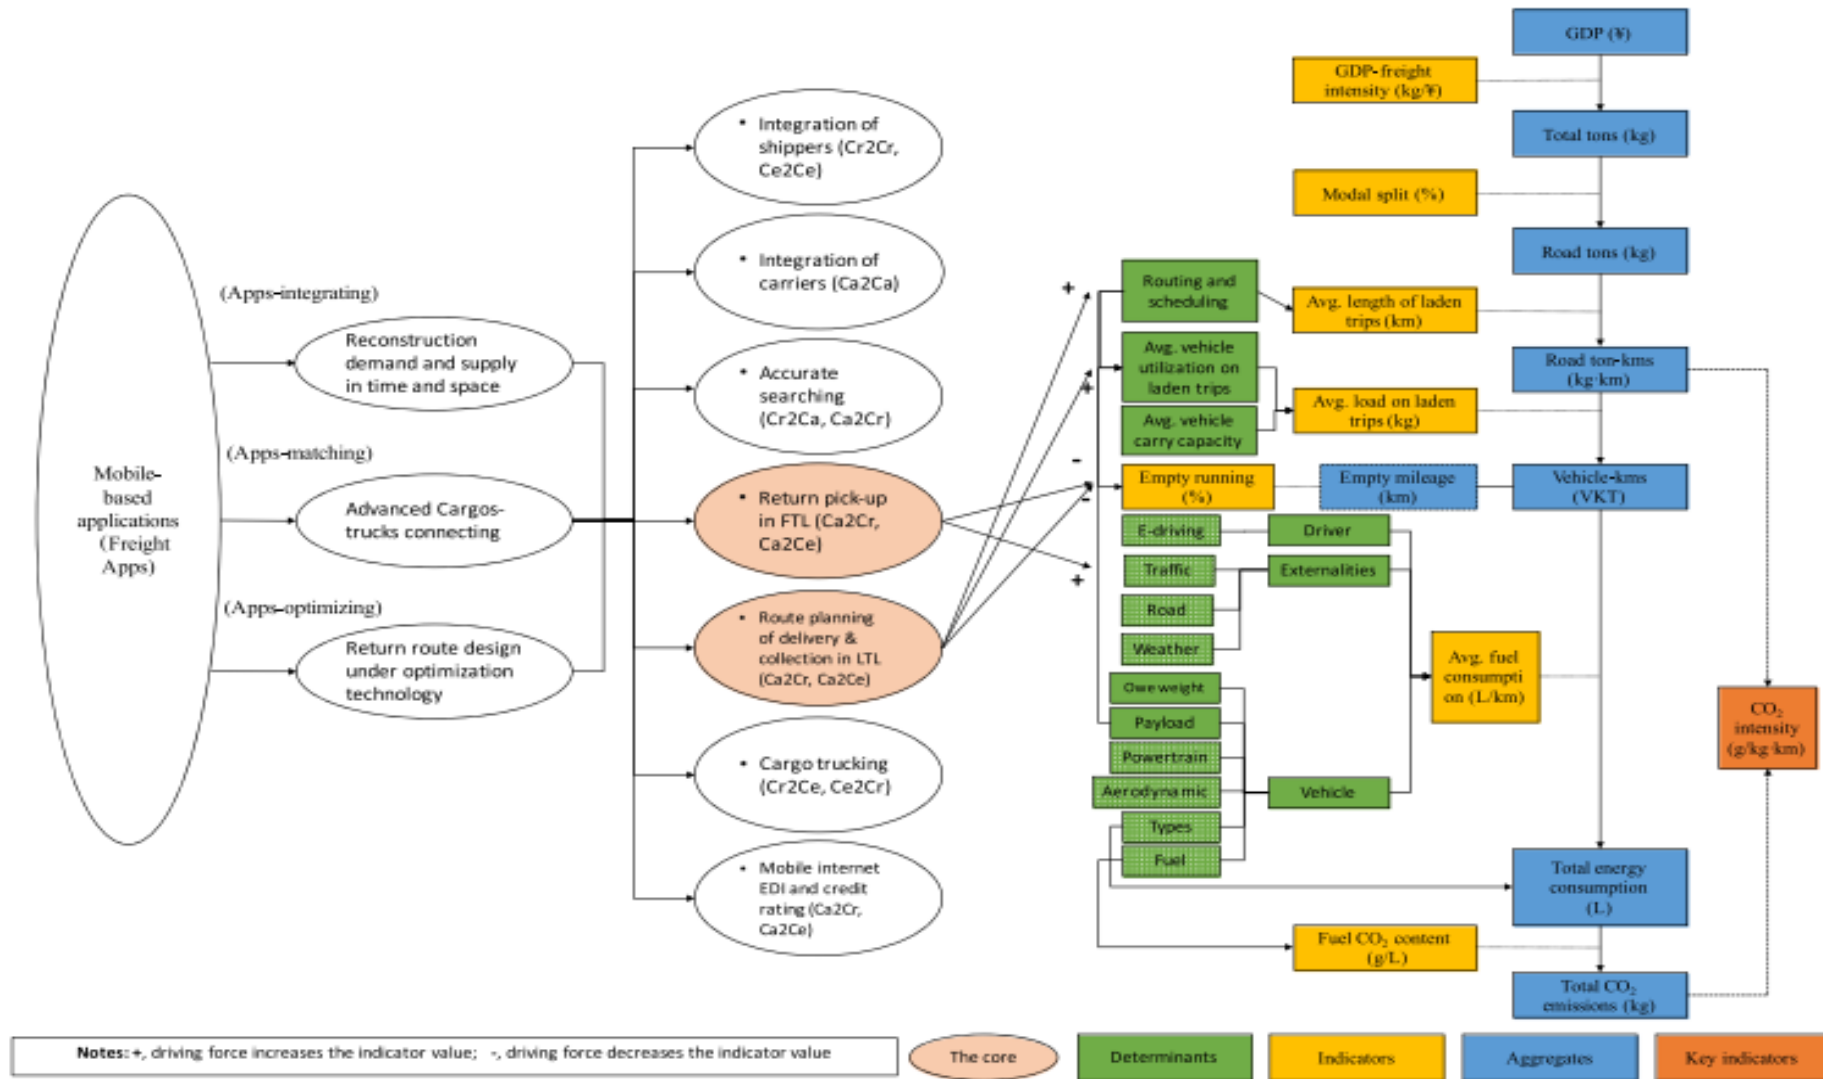 Mobile-
based
applications
(Freight
Apps)
(Apps-integrating)
Reconstruction
demand and supply
in time and space
(Apps-matching)
Advanced Cargos-
trucks connecting
(Apps-optimizing)
Return route design
under optimization
technology
• Integration of
shippers (Cr2Cr,
Ce2Ce)
• Integration of
carriers (Ca2Ca)
• Accurate
searching
(Cr2Ca, Ca2Cr)
• Return pick-up
in FTL (Ca2Cr,
Ca2Ce)
• Route planning
of delivery &
collection in LTL
(Ca2Cr, Ca2Ce)
• Cargo trucking
(Cr2Ce, Ce2Cr)
• Mobile internet
EDI and credit
rating (Ca2Cr,
Ca2Ce)
+
+
-
-
+
Routing and
scheduling
Avg. vehicle
utilization on
laden trips
Avg. vehicle
carry capacity
Empty running
(%)
E-driving
Traffic
Road
Weather
Owe weight
Payload
Powertrain
Aerodynamic
Types
Fuel
Driver
Externalities
Vehicle
GDP-freight
intensity (kg/¥)
Modal split (%)
Avg. length of laden
trips (km)
Avg. load on laden
trips (kg)
Empty mileage
(km)
Avg. fuel
consumpti
on (L/km)
Fuel CO₂ content
(g/L)
GDP (¥)
Total tons (kg)
Road tons (kg)
Road ton-kms
(kg·km)
Vehicle-kms
(VKT)
Total energy
consumption
(L)
Total CO₂
emissions (kg)
CO₂
intensity
(g/kg·km)
Notes: +, driving force increases the indicator value; -, driving force decreases the indicator value
The core
Determinants
Indicators
Aggregates
Key indicators